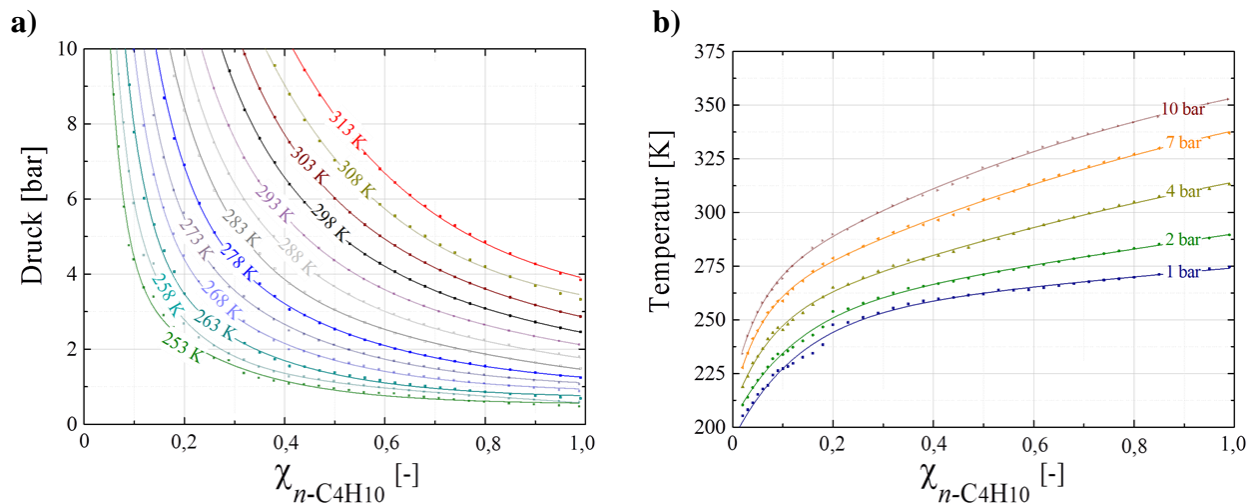 a)
Druck [bar]
10
8
6
4
2
0
313 K
308 K
303 K
298 K
293 K
288 K
283 K
278 K
273 K
268 K
263 K
258 K
253 K
0 0,2 0,4 0,6 0,8 1,0
χn-C4H10 [-]
b)
Temperatur [K]
375
350
325
300
275
250
225
200
10 bar
7 bar
4 bar
2 bar
1 bar
0 0,2 0,4 0,6 0,8 1,0
χn-C4H10 [-]